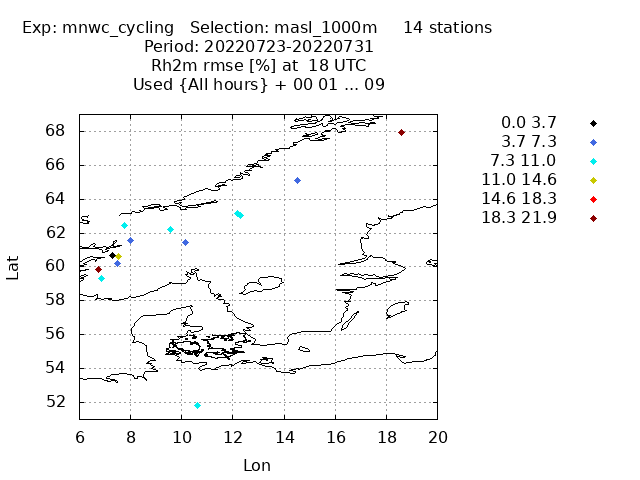 Exp: mnwc_cycling   Selection: masl_1000m     14 stations
Period: 20220723-20220731
Rh2m rmse [%] at  18 UTC
Used {All hours} + 00 01 ... 09
0.0 3.7
3.7 7.3
7.3 11.0
11.0 14.6
14.6 18.3
18.3 21.9
68
66
64
62
60
58
56
54
52
Lat
6 8 10 12 14 16 18 20
Lon